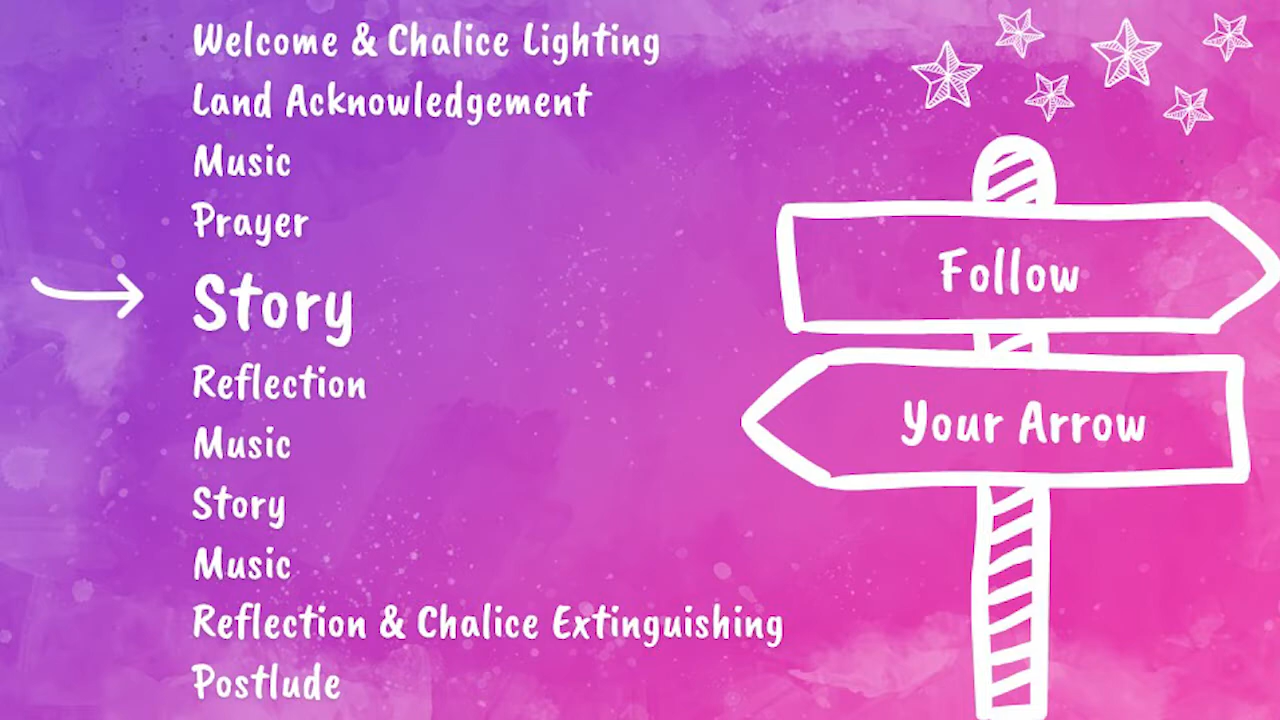 Welcome & Chalice Lighting
Land Acknowledgement
Music
Prayer
Story
Reflection
Music
Story
Music
Reflection & Chalice Extinguishing
Postlude
Follow
Your Arrow